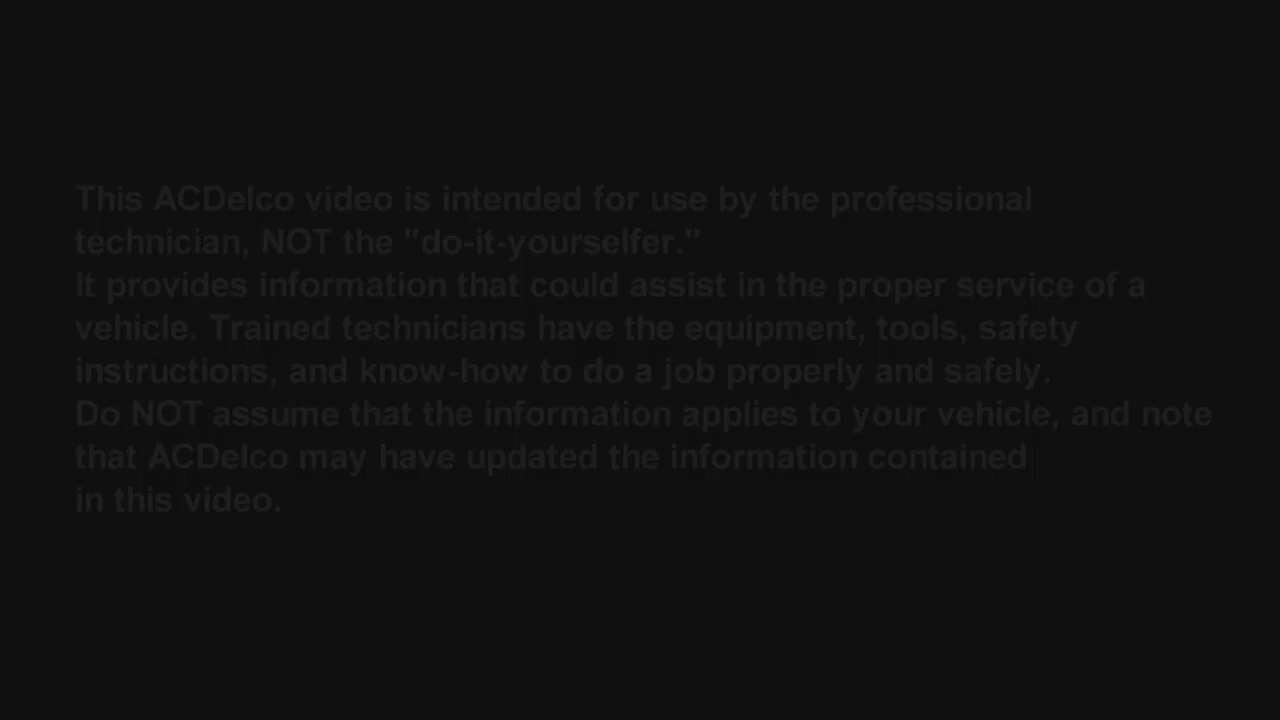 This ACDelco video is intended for use by the professional
technician, NOT the "do-it-yourselfer."
It provides information that could assist in the proper service of a
vehicle. Trained technicians have the equipment, tools, safety
instructions, and know-how to do a job properly and safely.
Do NOT assume that the information applies to your vehicle, and note
that ACDelco may have updated the information contained
in this video.